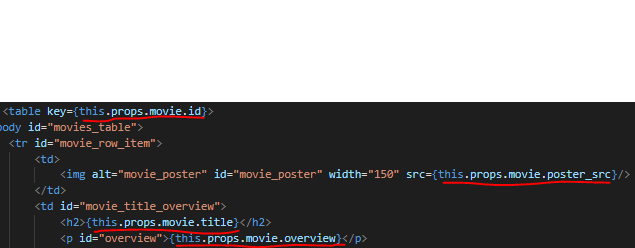 <table key={this.props.movie.id}>
body id="movies_table">
<tr id="movie_row_item">
<td>
<img alt="movie_poster" id="movie_poster" width="150" src={this.props.movie.poster_src}/>
</td>
<td id="movie_title_overview">
<h2>{this.props.movie.title}</h2>
<p id="overview">{this.props.movie.overview}</p>